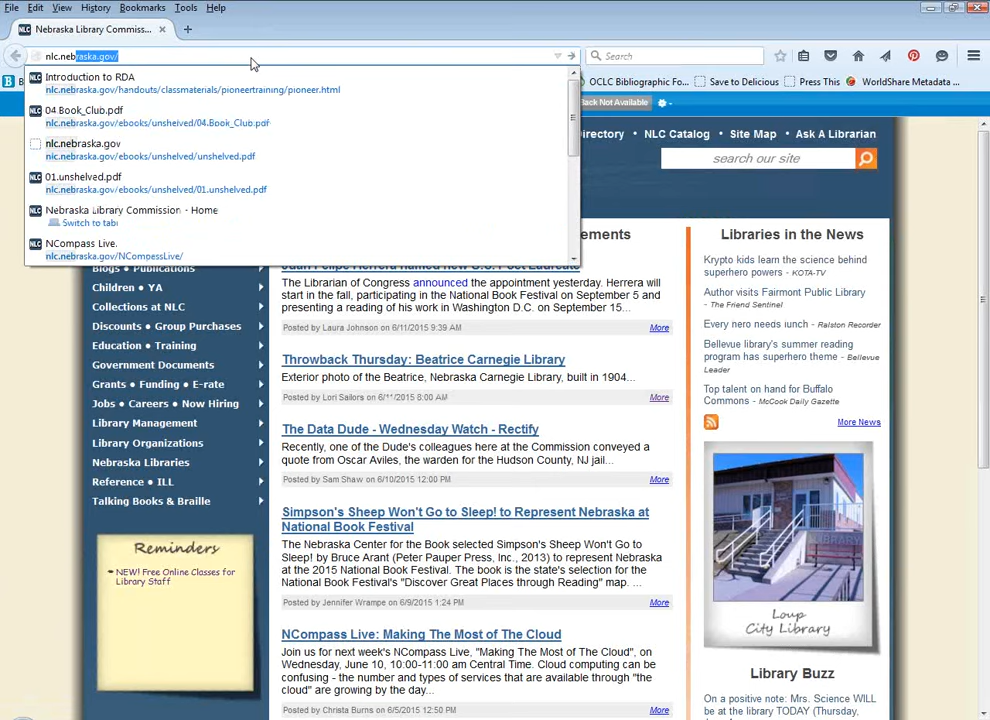 File Edit View History Bookmarks Tools Help
NLC Nebraska Library Commiss... × +
nlc.nebraska.gov/
Search
NLC Introduction to RDA
nlc.nebraska.gov/handouts/classmaterials/pioneertraining/pioneer.html
NLC 04.Book_Club.pdf
nlc.nebraska.gov/ebooks/unshelved/04.Book_Club.pdf
nlc.nebraska.gov
nlc.nebraska.gov/ebooks/unshelved/unshelved.pdf
NLC 01.unshelved.pdf
nlc.nebraska.gov/ebooks/unshelved/01.unshelved.pdf
NLC Nebraska Library Commission - Home
Switch to tab
NLC NCompass Live.
nlc.nebraska.gov/NCompassLive/
OCLC Bibliographic Fo... Save to Delicious Press This WorldShare Metadata ...
Back Not Available
Directory • NLC Catalog • Site Map • Ask A Librarian
search our site
Blogs • Publications
Children • YA
Collections at NLC
Discounts • Group Purchases
Education • Training
Government Documents
Grants • Funding • E-rate
Jobs • Careers • Now Hiring
Library Management
Library Organizations
Nebraska Libraries
Reference • ILL
Talking Books & Braille
Reminders
NEW! Free Online Classes for
Library Staff
Juan Felipe Herrera named new U.S. Poet Laureate
The Librarian of Congress announced the appointment yesterday. Herrera will
start in the fall, participating in the National Book Festival on September 5 and
presenting a reading of his work in Washington D.C. on September 15...
Posted by Laura Johnson on 6/11/2015 9:39 AM More
Throwback Thursday: Beatrice Carnegie Library
Exterior photo of the Beatrice, Nebraska Carnegie Library, built in 1904...
Posted by Lori Sailors on 6/11/2015 8:00 AM More
The Data Dude - Wednesday Watch - Rectify
Recently, one of the Dude's colleagues here at the Commission conveyed a
quote from Oscar Aviles, the warden for the Hudson County, NJ jail...
Posted by Sam Shaw on 6/10/2015 12:00 PM More
Simpson's Sheep Won't Go to Sleep! to Represent Nebraska at
National Book Festival
The Nebraska Center for the Book selected Simpson's Sheep Won't Go to
Sleep! by Bruce Arant (Peter Pauper Press, Inc., 2013) to represent Nebraska
at the 2015 National Book Festival. The book is the state's selection for the
National Book Festival's "Discover Great Places through Reading" map. ...
Posted by Jennifer Wrampe on 6/9/2015 1:24 PM More
NCompass Live: Making The Most of The Cloud
Join us for next week's NCompass Live, "Making The Most of The Cloud", on
Wednesday, June 10, 10:00-11:00 am Central Time. Cloud computing can be
confusing - the number and types of services that are available through "the
cloud" are growing by the day...
Posted by Christa Burns on 6/5/2015 12:50 PM More
Libraries in the News
Krypto kids learn the science behind
superhero powers - KOTA-TV
Author visits Fairmont Public Library
- The Friend Sentinel
Every hero needs lunch - Ralston Recorder
Bellevue library's summer reading
program has superhero theme - Bellevue
Leader
Top talent on hand for Buffalo
Commons - McCook Daily Gazette
More News
LIBRARY
Loup
City Library
Library Buzz
On a positive note: Mrs. Science WILL
be at the library TODAY (Thursday,